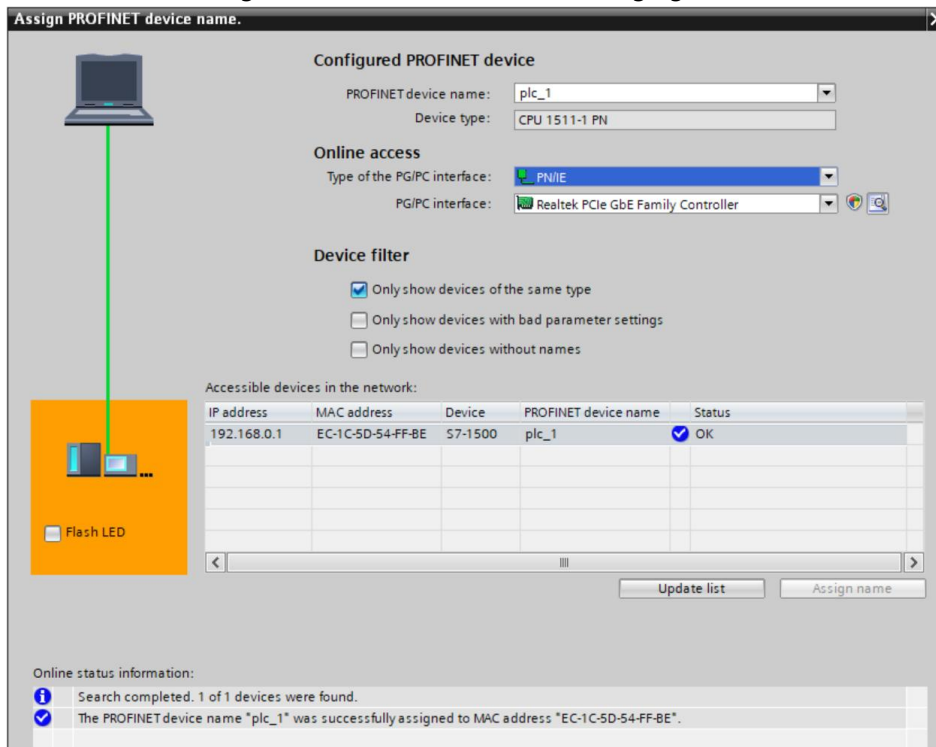 Assign PROFINET device name.
Configured PROFINET device
PROFINET device name: plc_1
Device type: CPU 1511-1 PN
Online access
Type of the PG/PC interface: PN/IE
PG/PC interface: Realtek PCIe GbE Family Controller
Device filter
Only show devices of the same type
Only show devices with bad parameter settings
Only show devices without names
Accessible devices in the network:
IP address MAC address Device PROFINET device name Status
192.168.0.1 EC-1C-5D-54-FF-BE S7-1500 plc_1 OK
Flash LED
Update list Assign name
Online status information:
Search completed. 1 of 1 devices were found.
The PROFINET device name "plc_1" was successfully assigned to MAC address "EC-1C-5D-54-FF-BE".